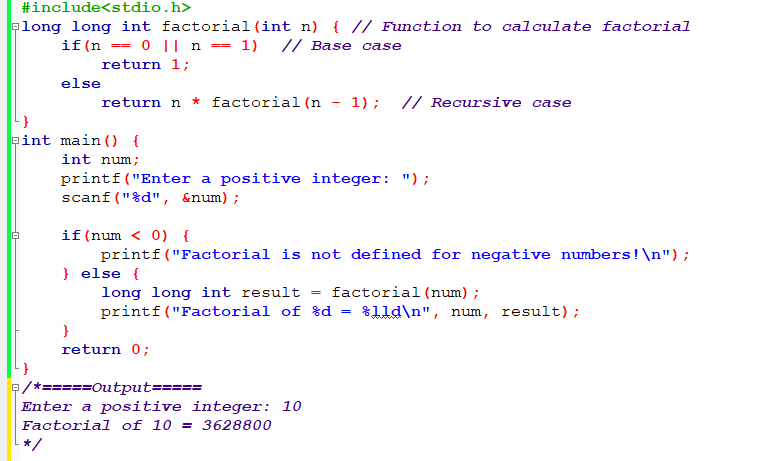 #include<stdio.h>
long long int factorial(int n) { // Function to calculate factorial
    if(n == 0 || n == 1)  // Base case
        return 1;
    else
        return n * factorial(n - 1);  // Recursive case
}
int main() {
    int num;
    printf("Enter a positive integer: ");
    scanf("%d", &num);

    if(num < 0) {
        printf("Factorial is not defined for negative numbers!\n");
    } else {
        long long int result = factorial(num);
        printf("Factorial of %d = %lld\n", num, result);
    }
    return 0;
}
/*=====Output=====
Enter a positive integer: 10
Factorial of 10 = 3628800
*/